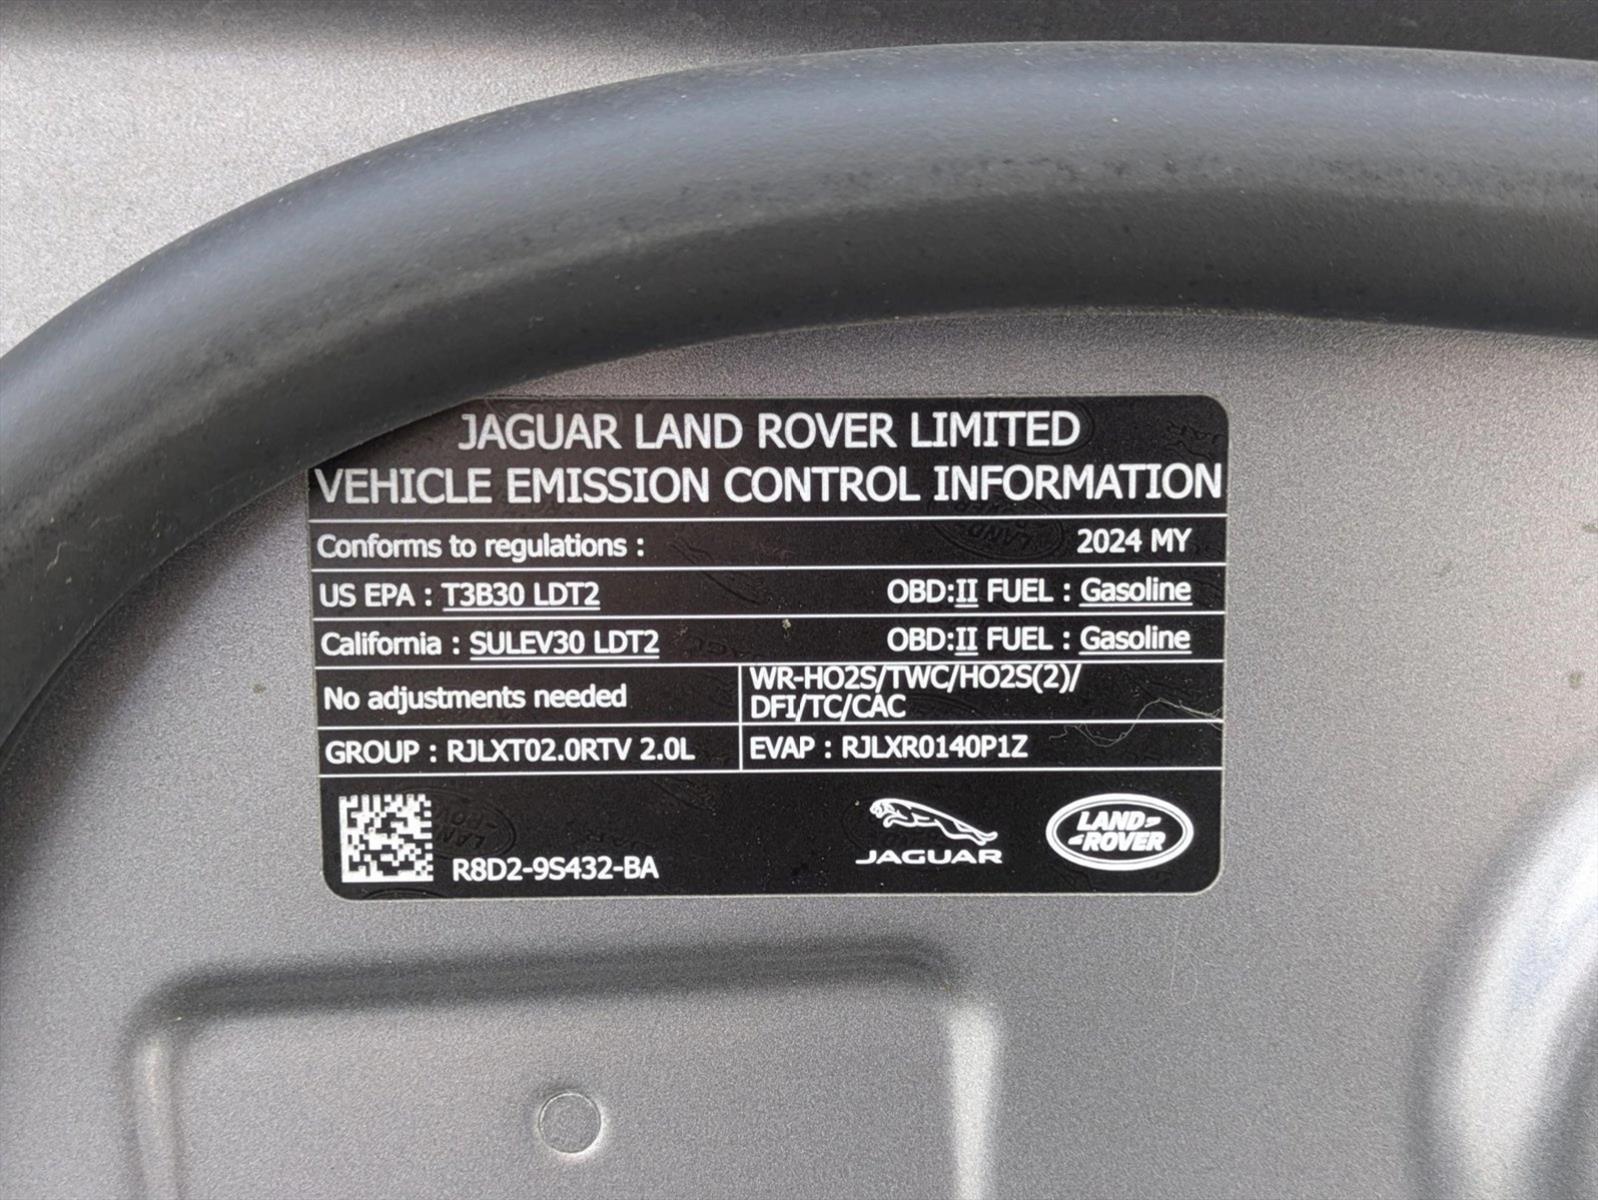 JAGUAR LAND ROVER LIMITED
VEHICLE EMISSION CONTROL INFORMATION
Conforms to regulations : 2024 MY
US EPA : T3B30 LDT2 OBD:II FUEL : Gasoline
California : SULEV30 LDT2 OBD:II FUEL : Gasoline
No adjustments needed
WR-HO2S/TWC/HO2S(2)/
DFI/TC/CAC
GROUP : RJLXT02.0RTV 2.0L
EVAP : RJLXR0140P1Z
R8D2-9S432-BA
JAGUAR
LAND
ROVER